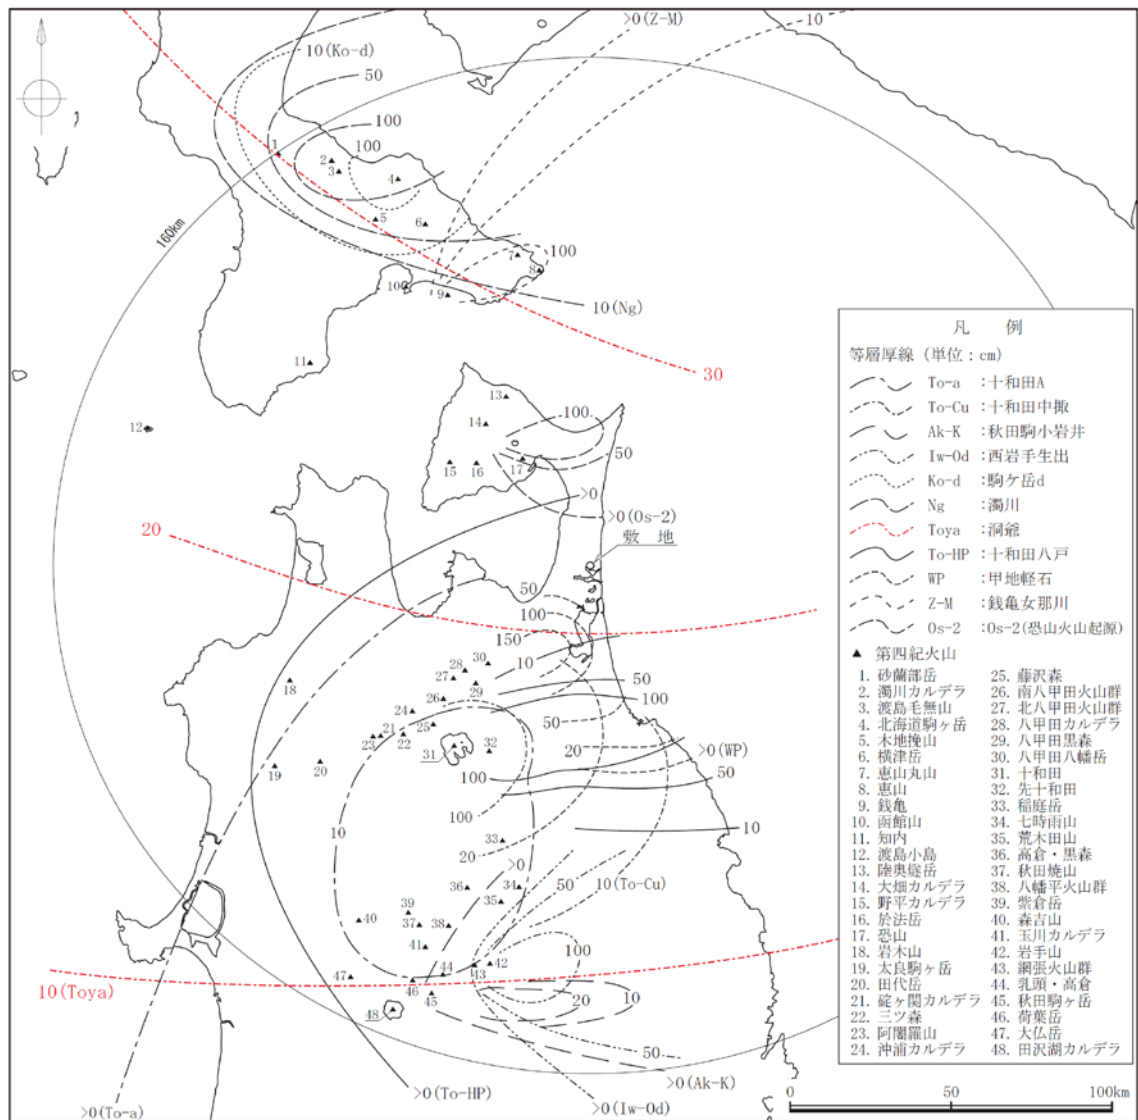 >0(Z-M)
10
10(Ko-d)
50
100
100
1
2
3
4
5
6
7
8
9
10
100
160km
10(Ng)
30
11
12
13
14
15
16
17
100
50
>0
>0(Os-2)
敷 地
20
50
100
150
10
50
100
50
20
>0(WP)
50
10
18
19
20
21
22
23
24
25
26
27
28
29
30
31
32
33
34
35
36
37
38
39
40
41
42
43
44
45
46
47
48
100
100
20
10
>0
50
10(To-Cu)
100
20
10
50
10(Toya)
>0(To-a)
>0(To-HP)
>0(Iw-Od)
>0(Ak-K)
凡 例
等層厚線 (単位:cm)
To-a :十和田A
To-Cu :十和田中掫
Ak-K :秋田駒小岩井
Iw-Od :西岩手生出
Ko-d :駒ケ岳d
Ng :濁川
Toya :洞爺
To-HP :十和田八戸
WP :甲地軽石
Z-M :銭亀女那川
Os-2 :Os-2(恐山火山起源)
▲ 第四紀火山
1. 砂蘭部岳
2. 濁川カルデラ
3. 渡島毛無山
4. 北海道駒ヶ岳
5. 木地挽山
6. 横津岳
7. 恵山丸山
8. 恵山
9. 銭亀
10. 函館山
11. 知内
12. 渡島小島
13. 陸奥燧岳
14. 大畑カルデラ
15. 野平カルデラ
16. 於法岳
17. 恐山
18. 岩木山
19. 太良駒ヶ岳
20. 田代岳
21. 碇ヶ関カルデラ
22. 三ツ森
23. 阿闍羅山
24. 沖浦カルデラ
25. 藤沢森
26. 南八甲田火山群
27. 北八甲田火山群
28. 八甲田カルデラ
29. 八甲田黒森
30. 八甲田八幡岳
31. 十和田
32. 先十和田
33. 稲庭岳
34. 七時雨山
35. 荒木田山
36. 高倉・黒森
37. 秋田焼山
38. 八幡平火山群
39. 柴倉岳
40. 森吉山
41. 玉川カルデラ
42. 岩手山
43. 網張火山群
44. 乳頭・高倉
45. 秋田駒ヶ岳
46. 荷葉岳
47. 大仏岳
48. 田沢湖カルデラ
0 50 100km